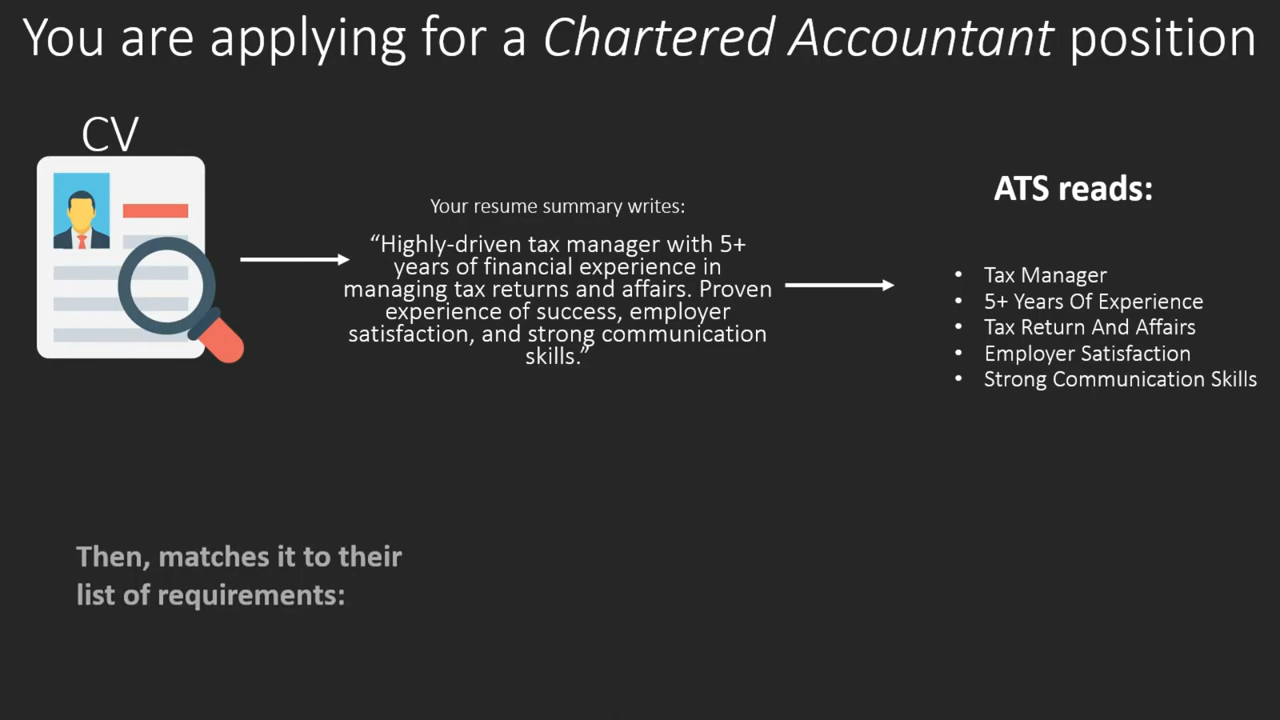 You are applying for a Chartered Accountant position
CV
Your resume summary writes:
“Highly-driven tax manager with 5+
years of financial experience in
managing tax returns and affairs. Proven
experience of success, employer
satisfaction, and strong communication
skills.”
ATS reads:
• Tax Manager
• 5+ Years Of Experience
• Tax Return And Affairs
• Employer Satisfaction
• Strong Communication Skills
Then, matches it to their
list of requirements: